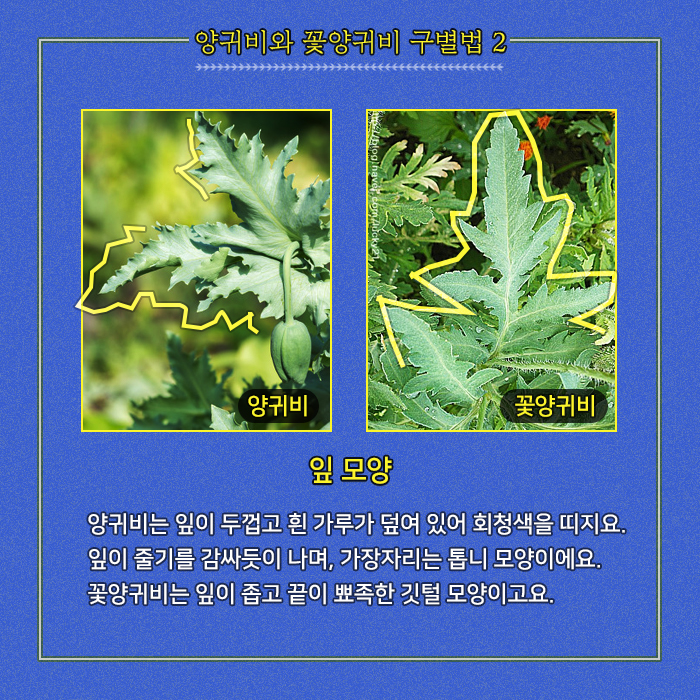 양귀비와 꽃양귀비 구별법 2
양귀비
꽃양귀비
잎 모양
양귀비는 잎이 두껍고 흰 가루가 덮여 있어 회청색을 띠지요.
잎이 줄기를 감싸듯이 나며, 가장자리는 톱니 모양이에요.
꽃양귀비는 잎이 좁고 끝이 뾰족한 깃털 모양이고요.